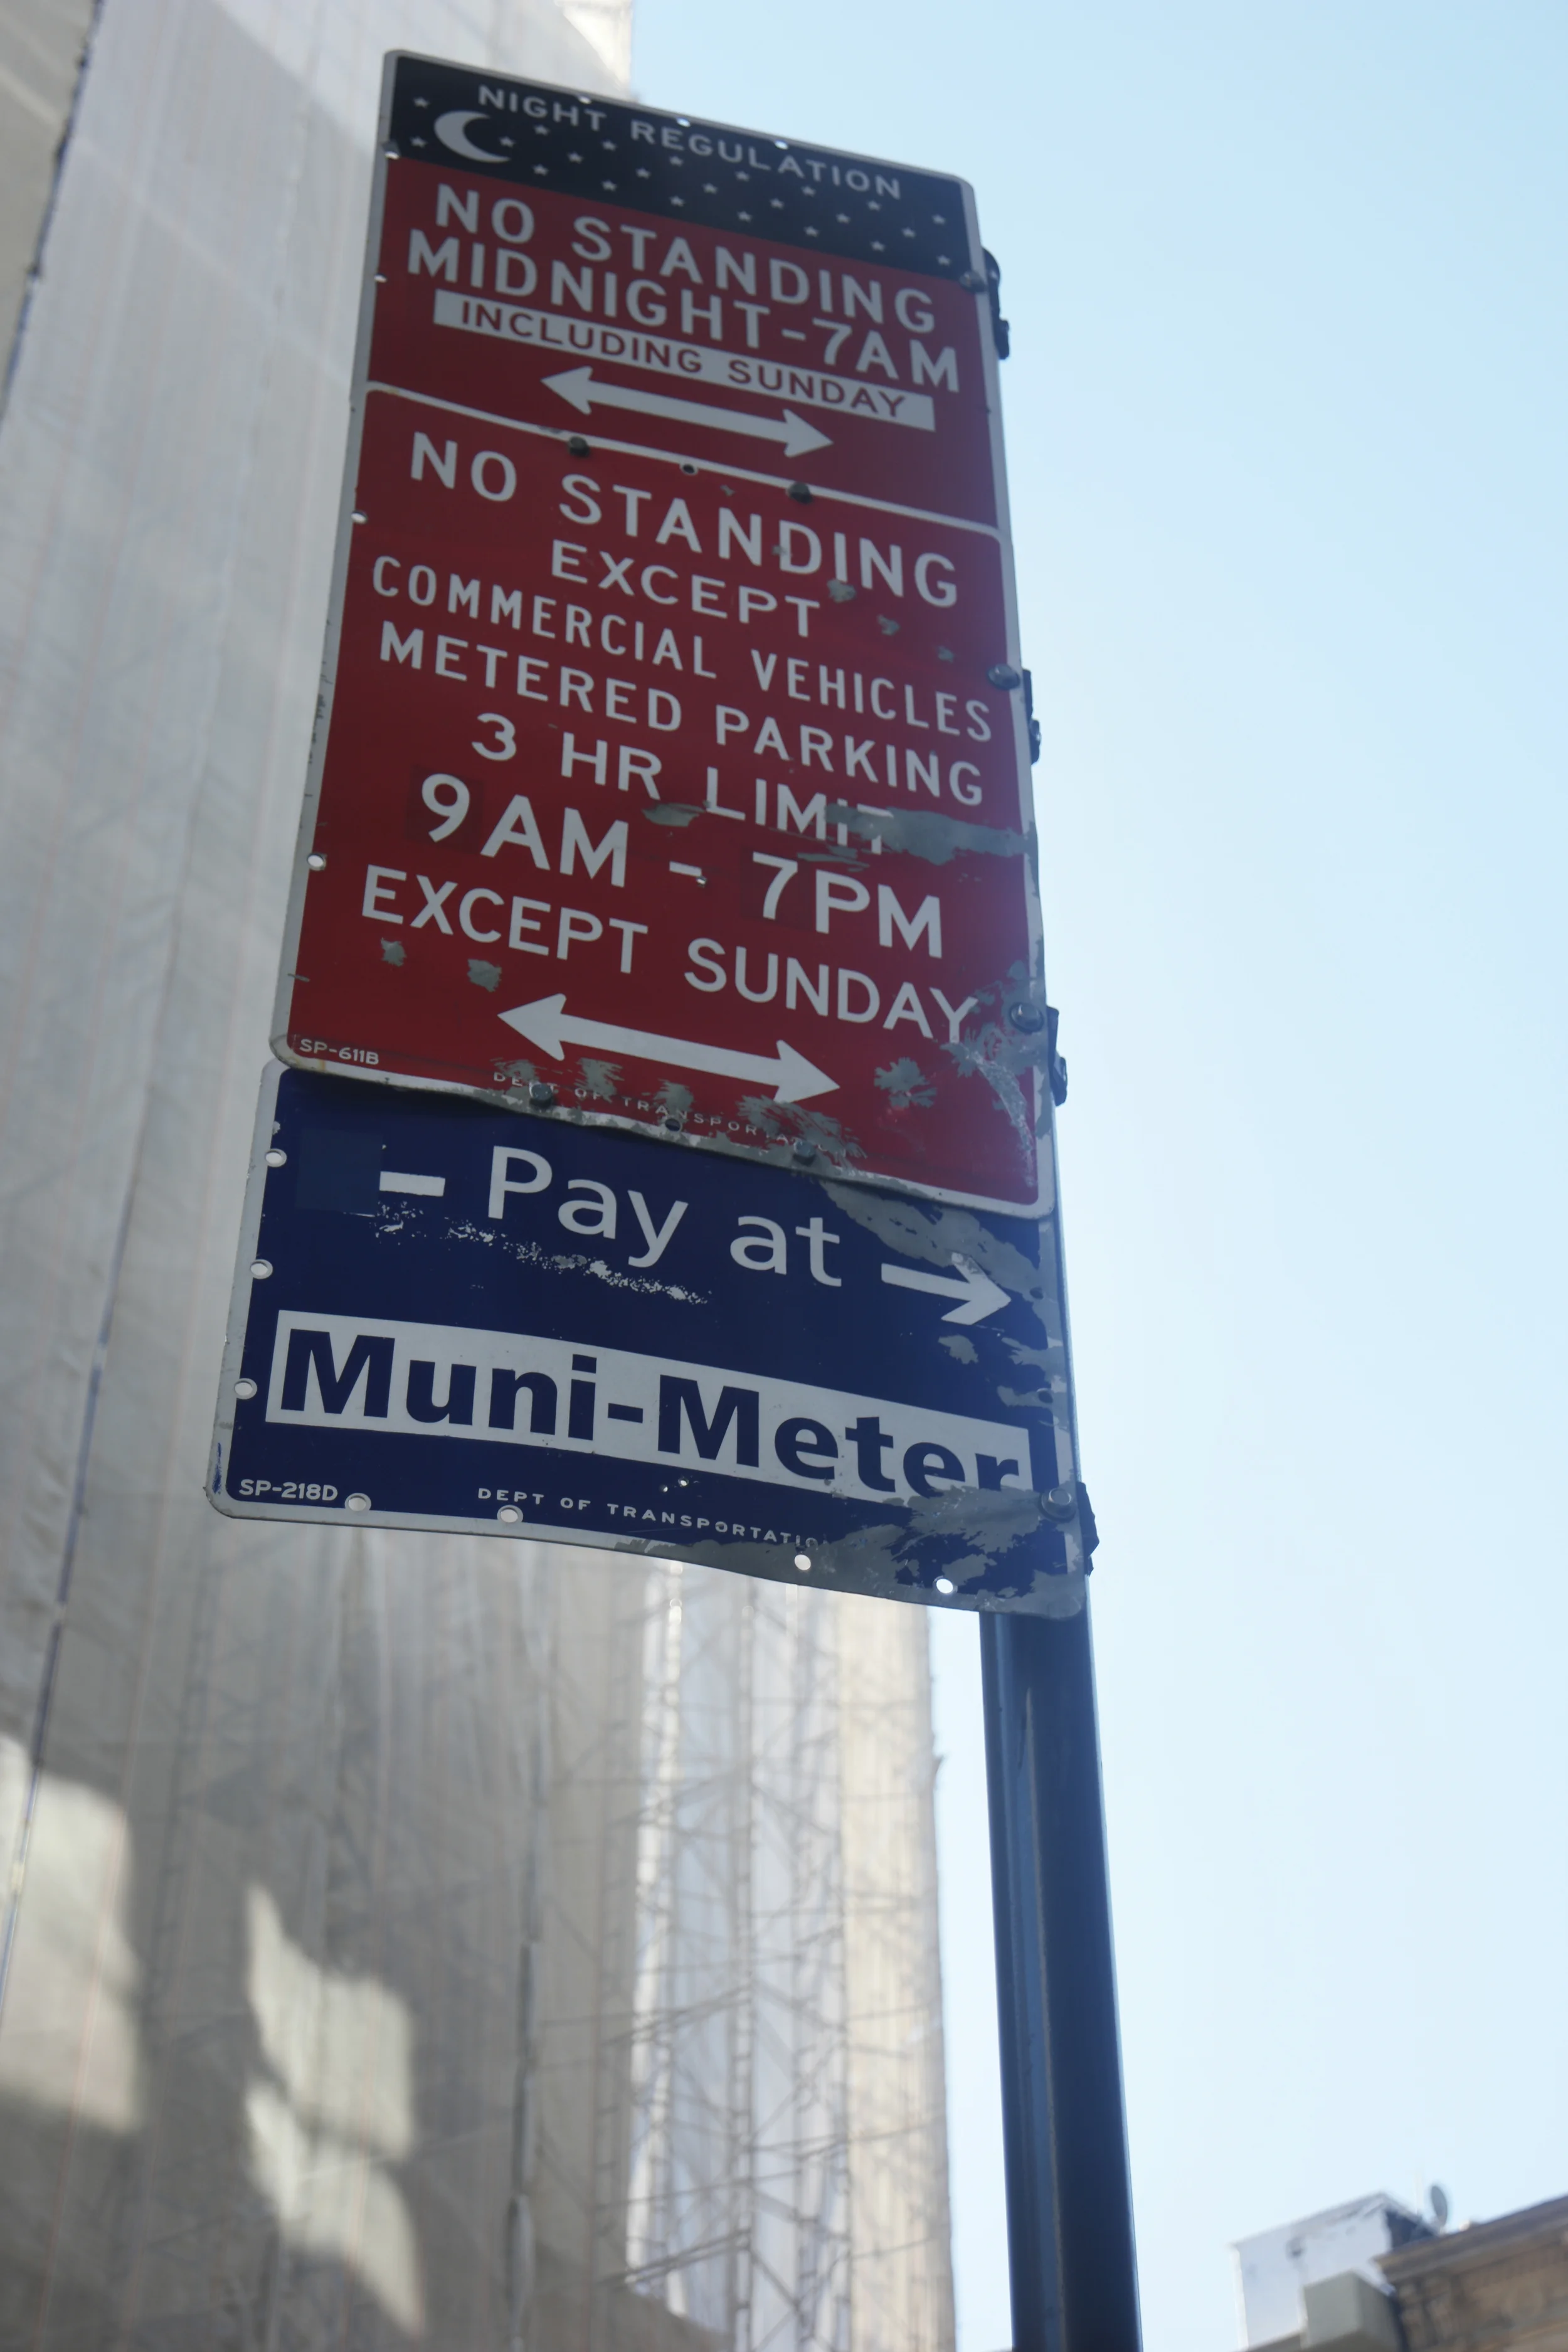 NIGHT REGULATION
NO STANDING
MIDNIGHT-7AM
INCLUDING SUNDAY
NO STANDING
EXCEPT
COMMERCIAL VEHICLES
METERED PARKING
3 HR LIMIT
9AM - 7PM
EXCEPT SUNDAY
SP-611B
DEPT OF TRANSPORTATION
- Pay at
Muni-Meter
SP-218D
DEPT OF TRANSPORTATION